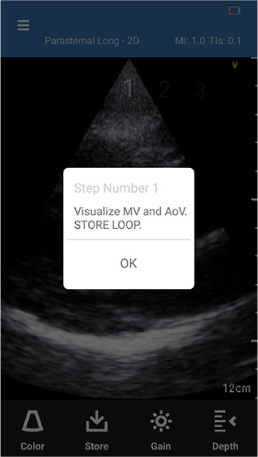 Parasternal Long - 2D MI: 1.0 TIs: 0.1
V
1 2 3
Step Number 1
Visualize MV and AoV.
STORE LOOP.
OK
12cm
Color Store Gain Depth